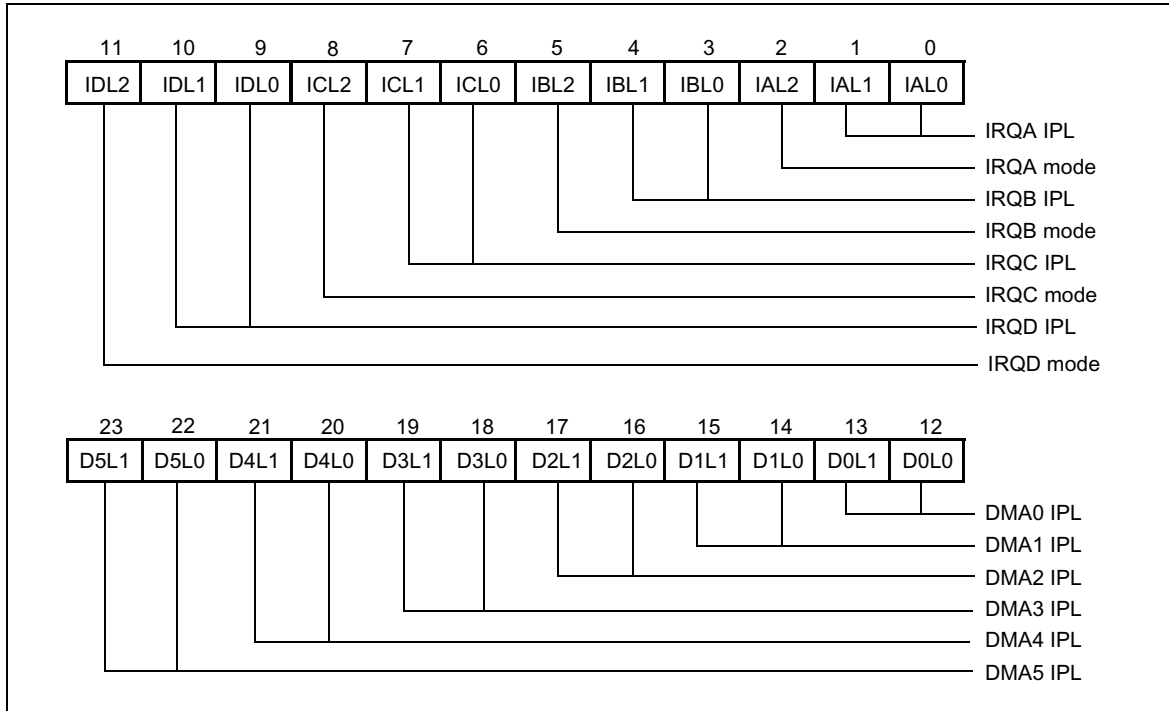 11 10 9 8 7 6 5 4 3 2 1 0
IDL2 IDL1 IDL0 ICL2 ICL1 ICL0 IBL2 IBL1 IBL0 IAL2 IAL1 IAL0
IRQA IPL
IRQA mode
IRQB IPL
IRQB mode
IRQC IPL
IRQC mode
IRQD IPL
IRQD mode
23 22 21 20 19 18 17 16 15 14 13 12
D5L1 D5L0 D4L1 D4L0 D3L1 D3L0 D2L1 D2L0 D1L1 D1L0 D0L1 D0L0
DMA0 IPL
DMA1 IPL
DMA2 IPL
DMA3 IPL
DMA4 IPL
DMA5 IPL